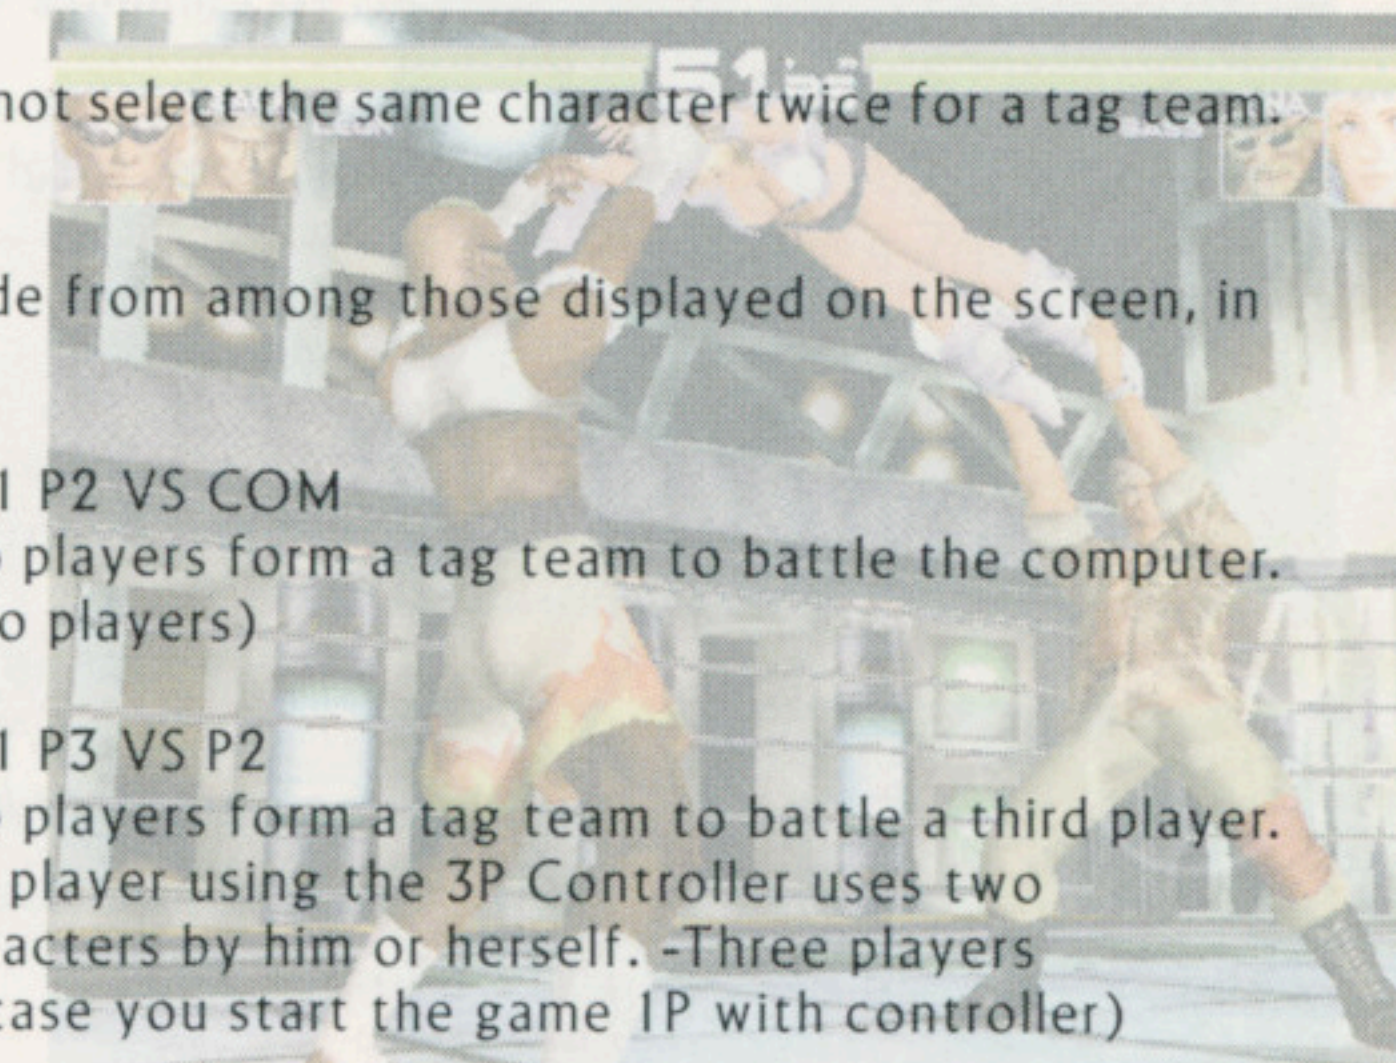 not select the same character twice for a tag team.
51
de from among those displayed on the screen, in
1 P2 VS COM
players form a tag team to battle the computer.
o players)
1 P3 VS P2
players form a tag team to battle a third player.
player using the 3P Controller uses two
acters by him or herself. -Three players
case you start the game 1P with controller)